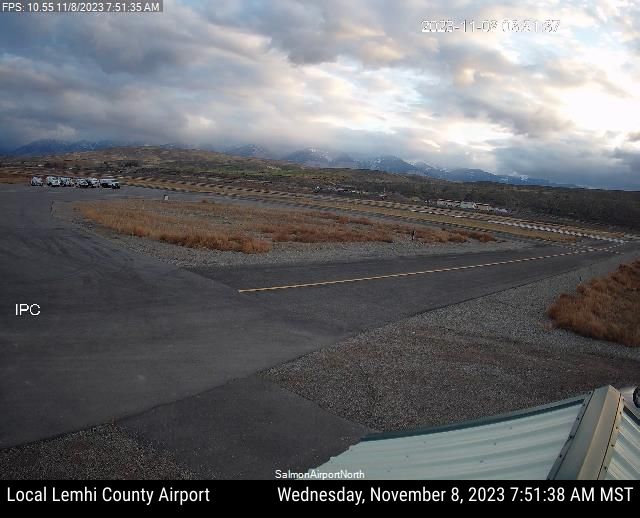 FPS: 10.55 11/8/2023 7:51:35 AM
IPC
SalmonAirportNorth
Local Lemhi County Airport Wednesday, November 8, 2023 7:51:38 AM MST